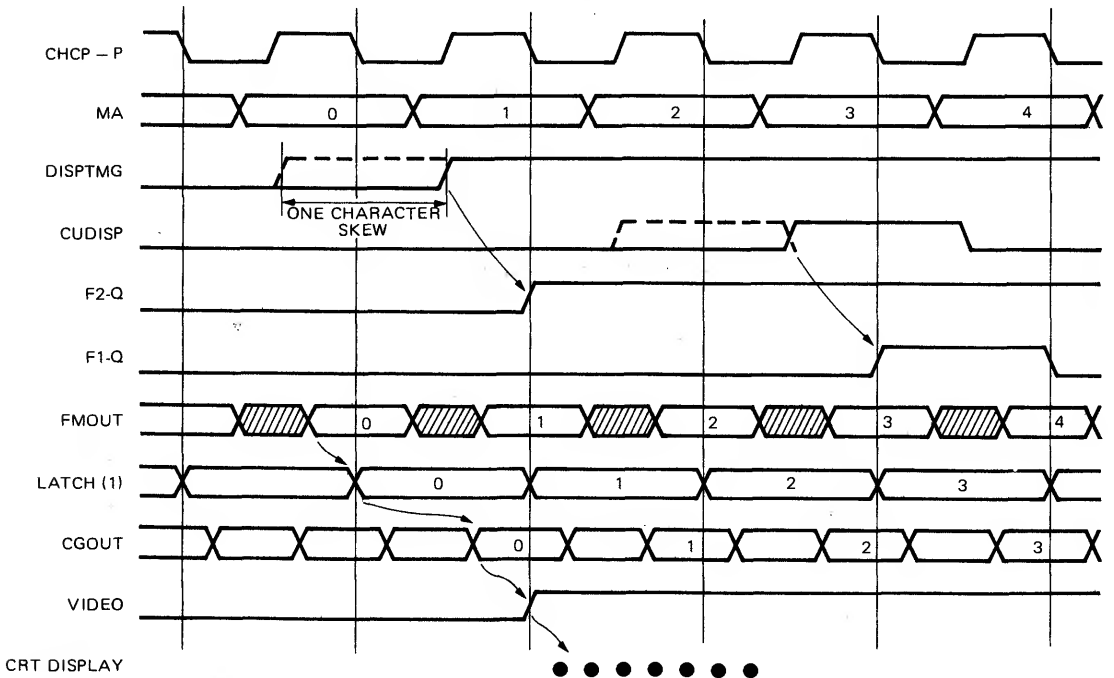 CHCP – P
MA 0 1 2 3 4
DISPTMG
ONE CHARACTER
SKEW
CUDISP
F2-Q
F1-Q
FMOUT 0 1 2 3 4
LATCH (1) 0 1 2 3
CGOUT 0 1 2 3
VIDEO
CRT DISPLAY